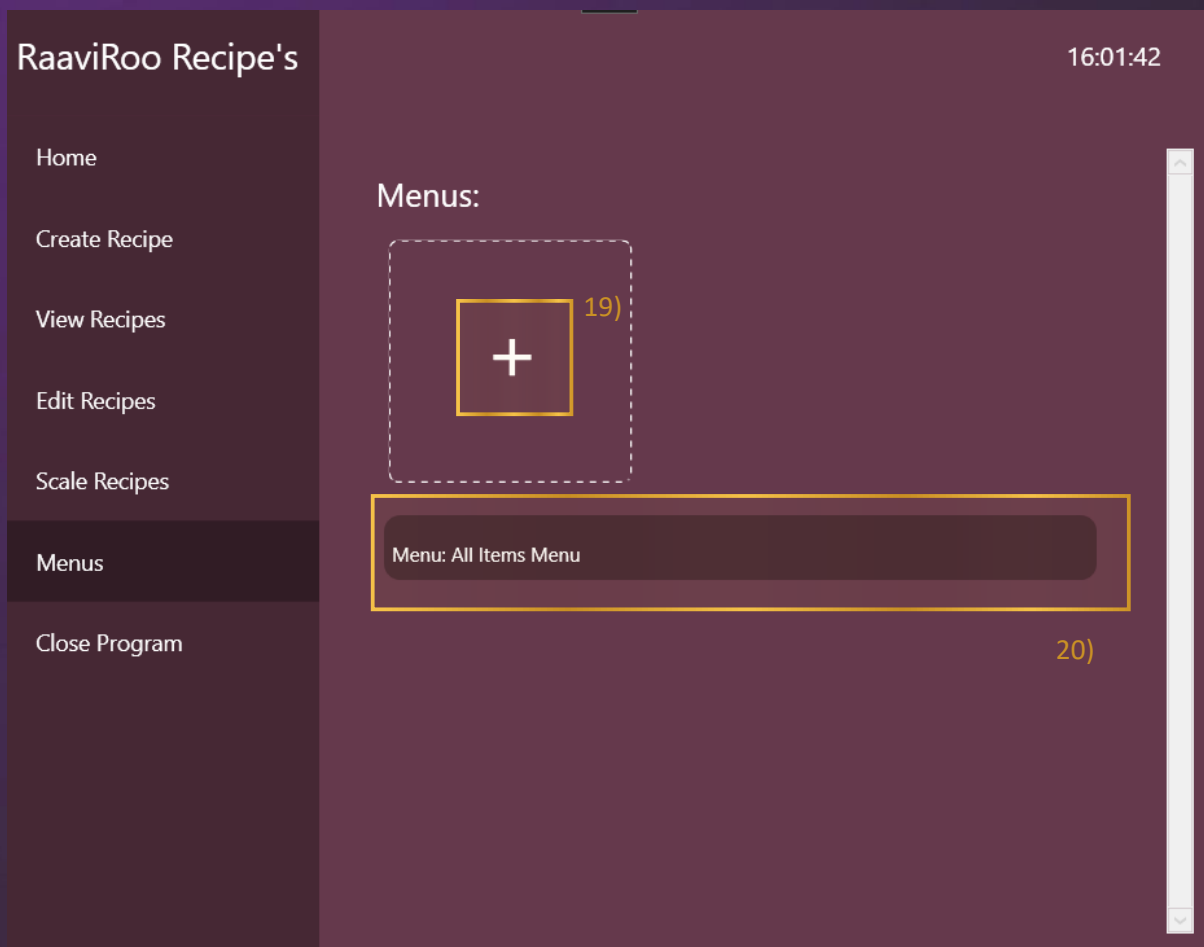 RaaviRoo Recipe's
16:01:42
Home
Create Recipe
View Recipes
Edit Recipes
Scale Recipes
Menus
Close Program
Menus:
+
19)
Menu: All Items Menu
20)